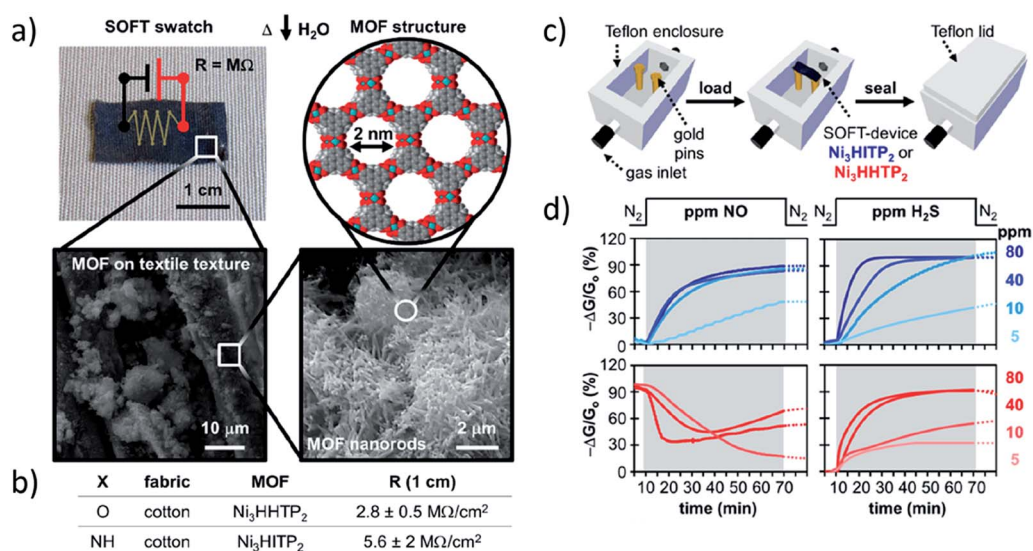 a)
SOFT swatch
Δ ↓ H₂O
MOF structure
R = MΩ
1 cm
2 nm
MOF on textile texture
10 μm
MOF nanorods
2 μm
b)
X fabric MOF R (1 cm)
O cotton Ni₃HHTP₂ 2.8 ± 0.5 MΩ/cm²
NH cotton Ni₃HITP₂ 5.6 ± 2 MΩ/cm²
c)
Teflon enclosure
Teflon lid
load
seal
gold
pins
gas inlet
SOFT-device
Ni₃HITP₂ or
Ni₃HHTP₂
d)
N₂ ppm NO N₂
N₂ ppm H₂S N₂
ppm
-ΔG/G₀ (%)
120
90
60
30
0
80
40
10
5
-ΔG/G₀ (%)
120
90
60
30
0
80
40
10
5
5 10 20 30 40 50 60 70
time (min)
5 10 20 30 40 50 60 70
time (min)